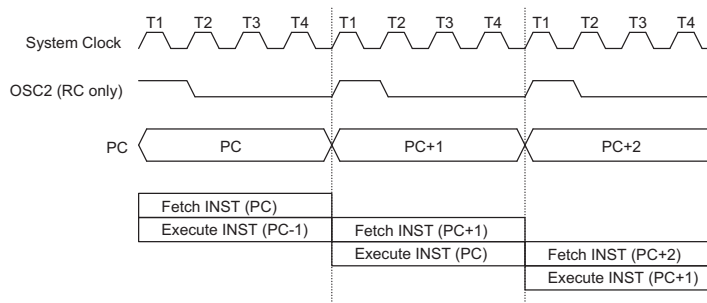 T1 T2 T3 T4 T1 T2 T3 T4 T1 T2 T3 T4
System Clock
OSC2 (RC only)
PC PC PC+1 PC+2
Fetch INST (PC)
Execute INST (PC-1) Fetch INST (PC+1)
Execute INST (PC) Fetch INST (PC+2)
Execute INST (PC+1)